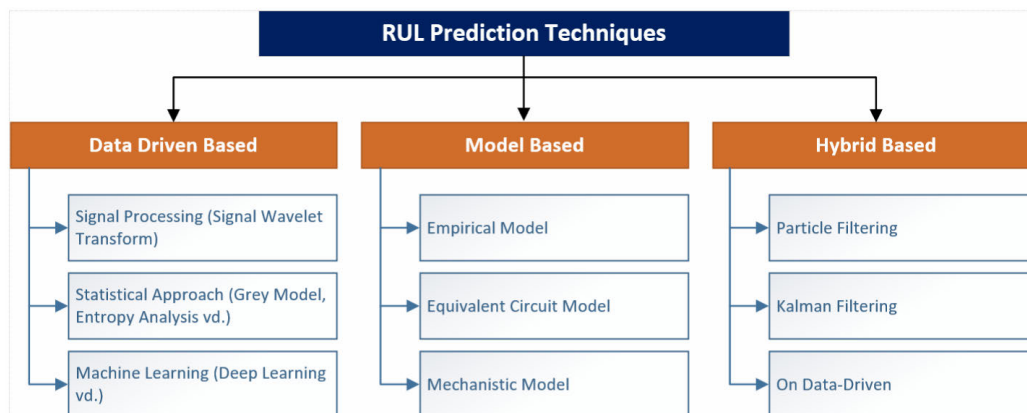 RUL Prediction Techniques
Data Driven Based
Signal Processing (Signal Wavelet
Transform)
Statistical Approach (Grey Model,
Entropy Analysis vd.)
Machine Learning (Deep Learning
vd.)
Model Based
Empirical Model
Equivalent Circuit Model
Mechanistic Model
Hybrid Based
Particle Filtering
Kalman Filtering
On Data-Driven